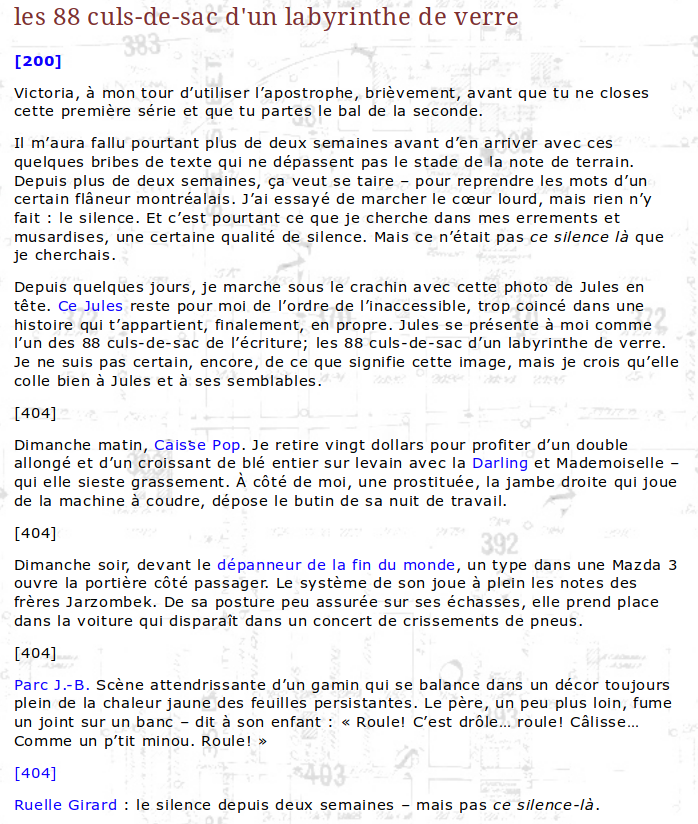 les 88 culs-de-sac d'un labyrinthe de verre
[200]
Victoria, à mon tour d’utiliser l’apostrophe, brièvement, avant que tu ne closes
cette première série et que tu partes le bal de la seconde.
Il m’aura fallu pourtant plus de deux semaines avant d’en arriver avec ces
quelques bribes de texte qui ne dépassent pas le stade de la note de terrain.
Depuis plus de deux semaines, ça veut se taire – pour reprendre les mots d’un
certain flâneur montréalais. J’ai essayé de marcher le cœur lourd, mais rien n’y
fait : le silence. Et c’est pourtant ce que je cherche dans mes errements et
musardises, une certaine qualité de silence. Mais ce n’était pas ce silence là que
je cherchais.
Depuis quelques jours, je marche sous le crachin avec cette photo de Jules en
tête. Ce Jules reste pour moi de l’ordre de l’inaccessible, trop coincé dans une
histoire qui t’appartient, finalement, en propre. Jules se présente à moi comme
l’un des 88 culs-de-sac de l’écriture; les 88 culs-de-sac d’un labyrinthe de verre.
Je ne suis pas certain, encore, de ce que signifie cette image, mais je crois qu’elle
colle bien à Jules et à ses semblables.
[404]
Dimanche matin, Caisse Pop. Je retire vingt dollars pour profiter d’un double
allongé et d’un croissant de blé entier sur levain avec la Darling et Mademoiselle –
qui elle sieste grassement. À côté de moi, une prostituée, la jambe droite qui joue
de la machine à coudre, dépose le butin de sa nuit de travail.
[404]
Dimanche soir, devant le dépanneur de la fin du monde, un type dans une Mazda 3
ouvre la portière côté passager. Le système de son joue à plein les notes des
frères Jarzombek. De sa posture peu assurée sur ses échasses, elle prend place
dans la voiture qui disparaît dans un concert de crissements de pneus.
[404]
Parc J.-B. Scène attendrissante d’un gamin qui se balance dans un décor toujours
plein de la chaleur jaune des feuilles persistantes. Le père, un peu plus loin, fume
un joint sur un banc – dit à son enfant : « Roule! C’est drôle… roule! Câlisse…
Comme un p’tit minou. Roule! »
[404]
Ruelle Girard : le silence depuis deux semaines – mais pas ce silence-là.